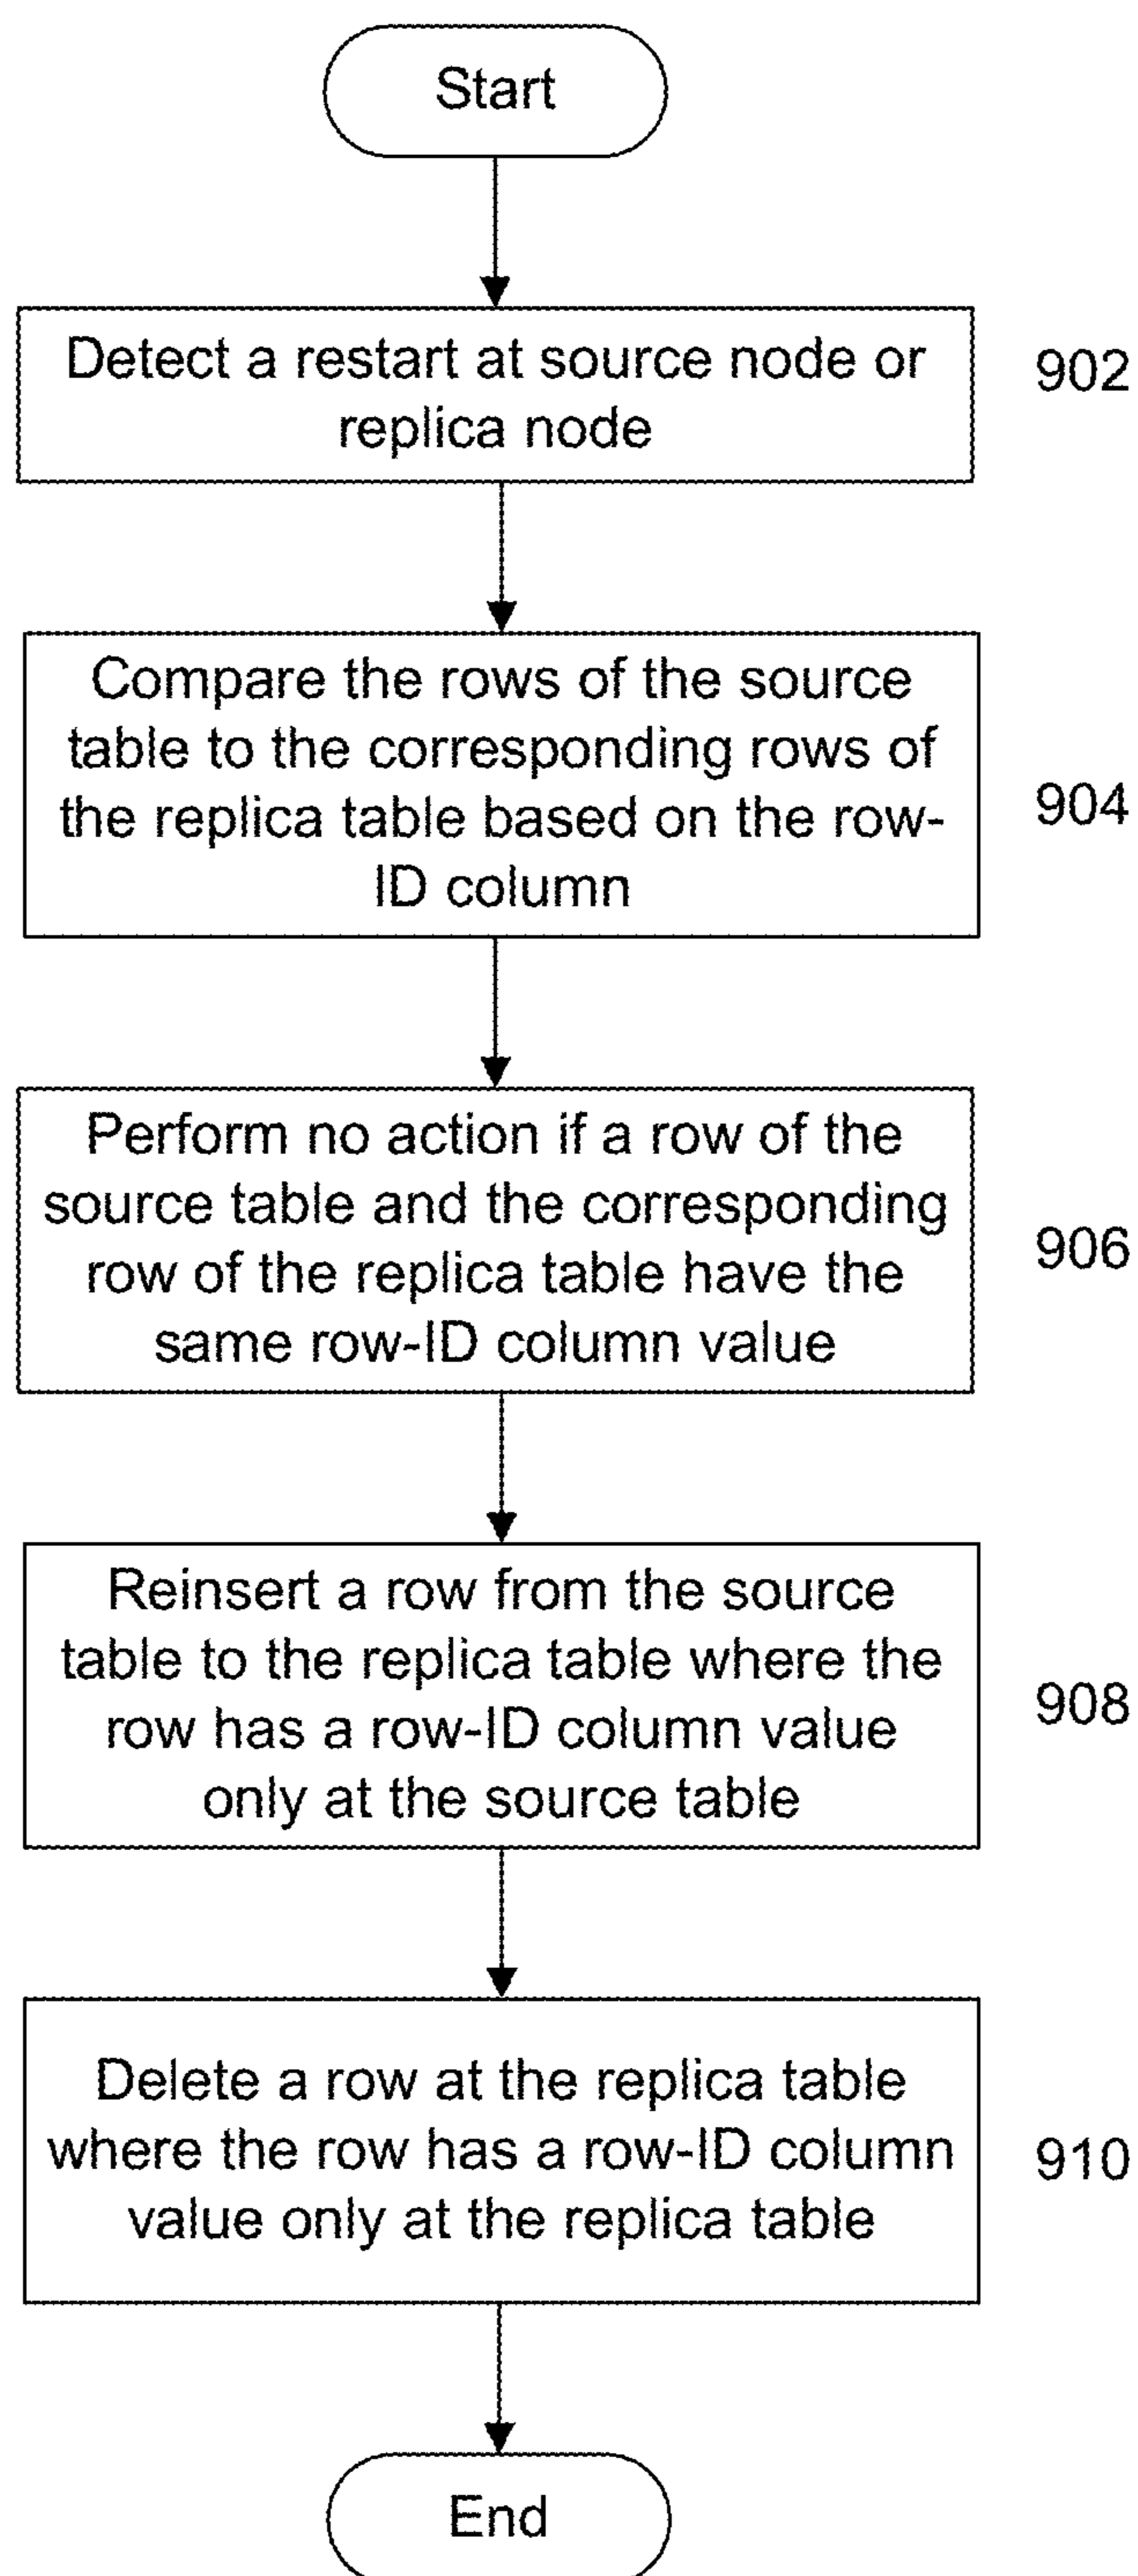 Start
Detect a restart at source node or
replica node
902
Compare the rows of the source
table to the corresponding rows of
the replica table based on the row-
ID column
904
Perform no action if a row of the
source table and the corresponding
row of the replica table have the
same row-ID column value
906
Reinsert a row from the source
table to the replica table where the
row has a row-ID column value
only at the source table
908
Delete a row at the replica table
where the row has a row-ID column
value only at the replica table
910
End